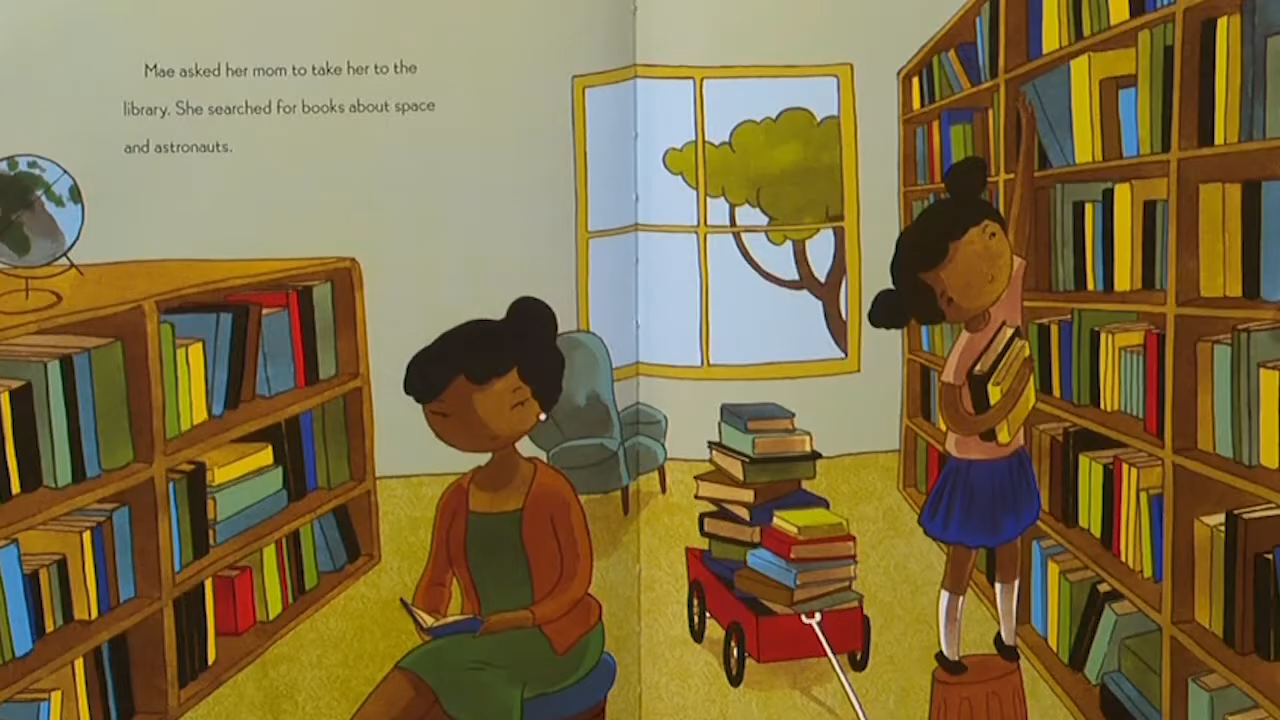 Mae asked her mom to take her to the
library. She searched for books about space
and astronauts.